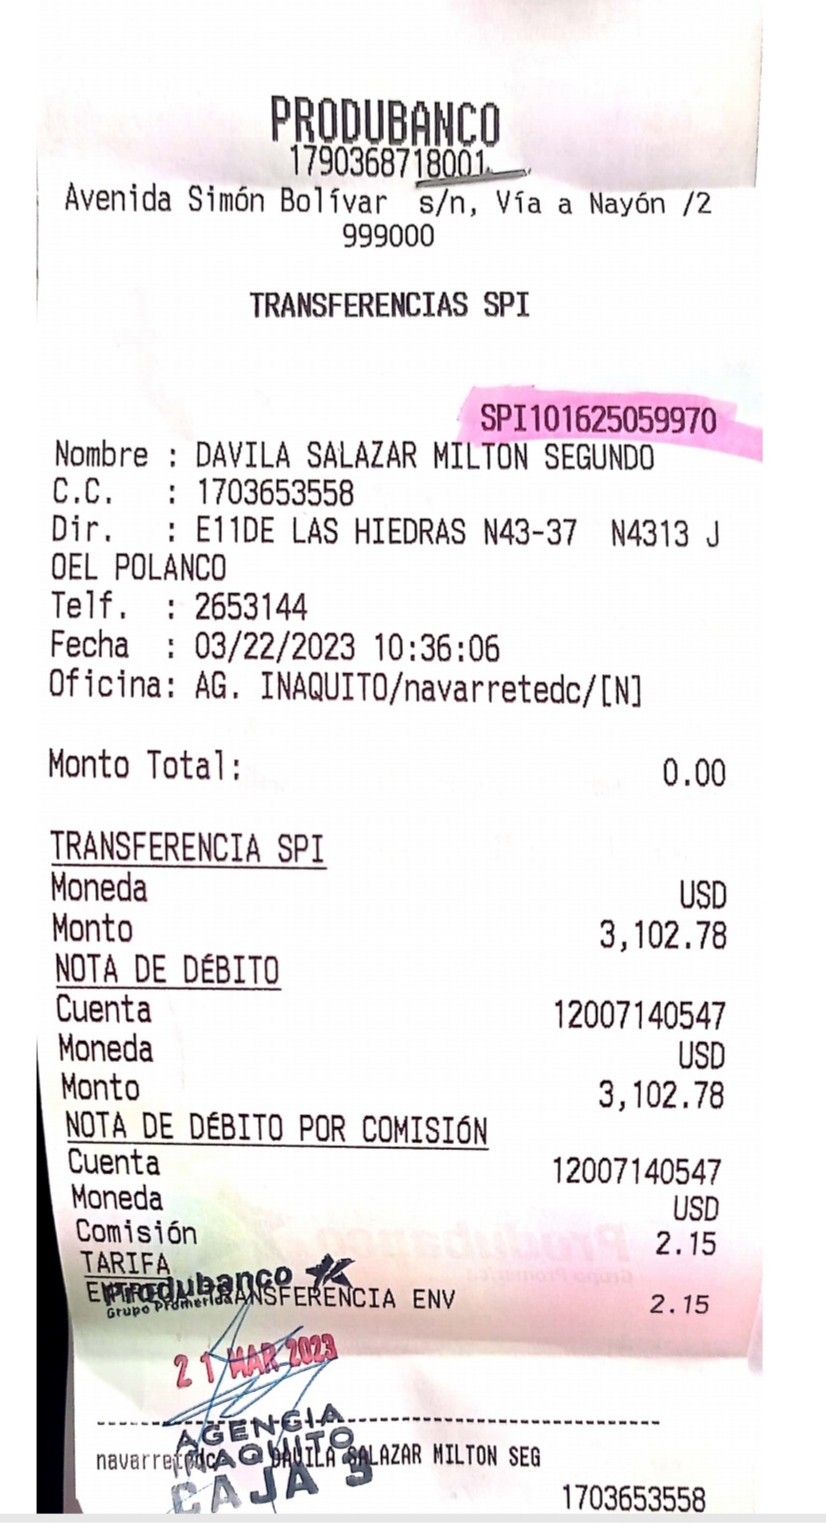 PRODUBANCO
1790368718001
Avenida Simón Bolívar s/n, Vía a Nayón /2
999000
TRANSFERENCIAS SPI
SPI101625059970
Nombre : DAVILA SALAZAR MILTON SEGUNDO
C.C. : 1703653558
Dir. : E11DE LAS HIEDRAS N43-37 N4313 J
OEL POLANCO
Telf. : 2653144
Fecha : 03/22/2023 10:36:06
Oficina: AG. INAQUITO/navarretedc/[N]
Monto Total: 0.00
TRANSFERENCIA SPI
Moneda USD
Monto 3,102.78
NOTA DE DÉBITO
Cuenta 12007140547
Moneda USD
Monto 3,102.78
NOTA DE DÉBITO POR COMISIÓN
Cuenta 12007140547
Moneda USD
Comisión 2.15
TARIFA
Produbanco
Grupo Promerica
TRANSFERENCIA ENV 2.15
21 MAR 2023
AGENCIA
INAQUITO
CAJA 3
navarretedc DAVILA SALAZAR MILTON SEG
1703653558